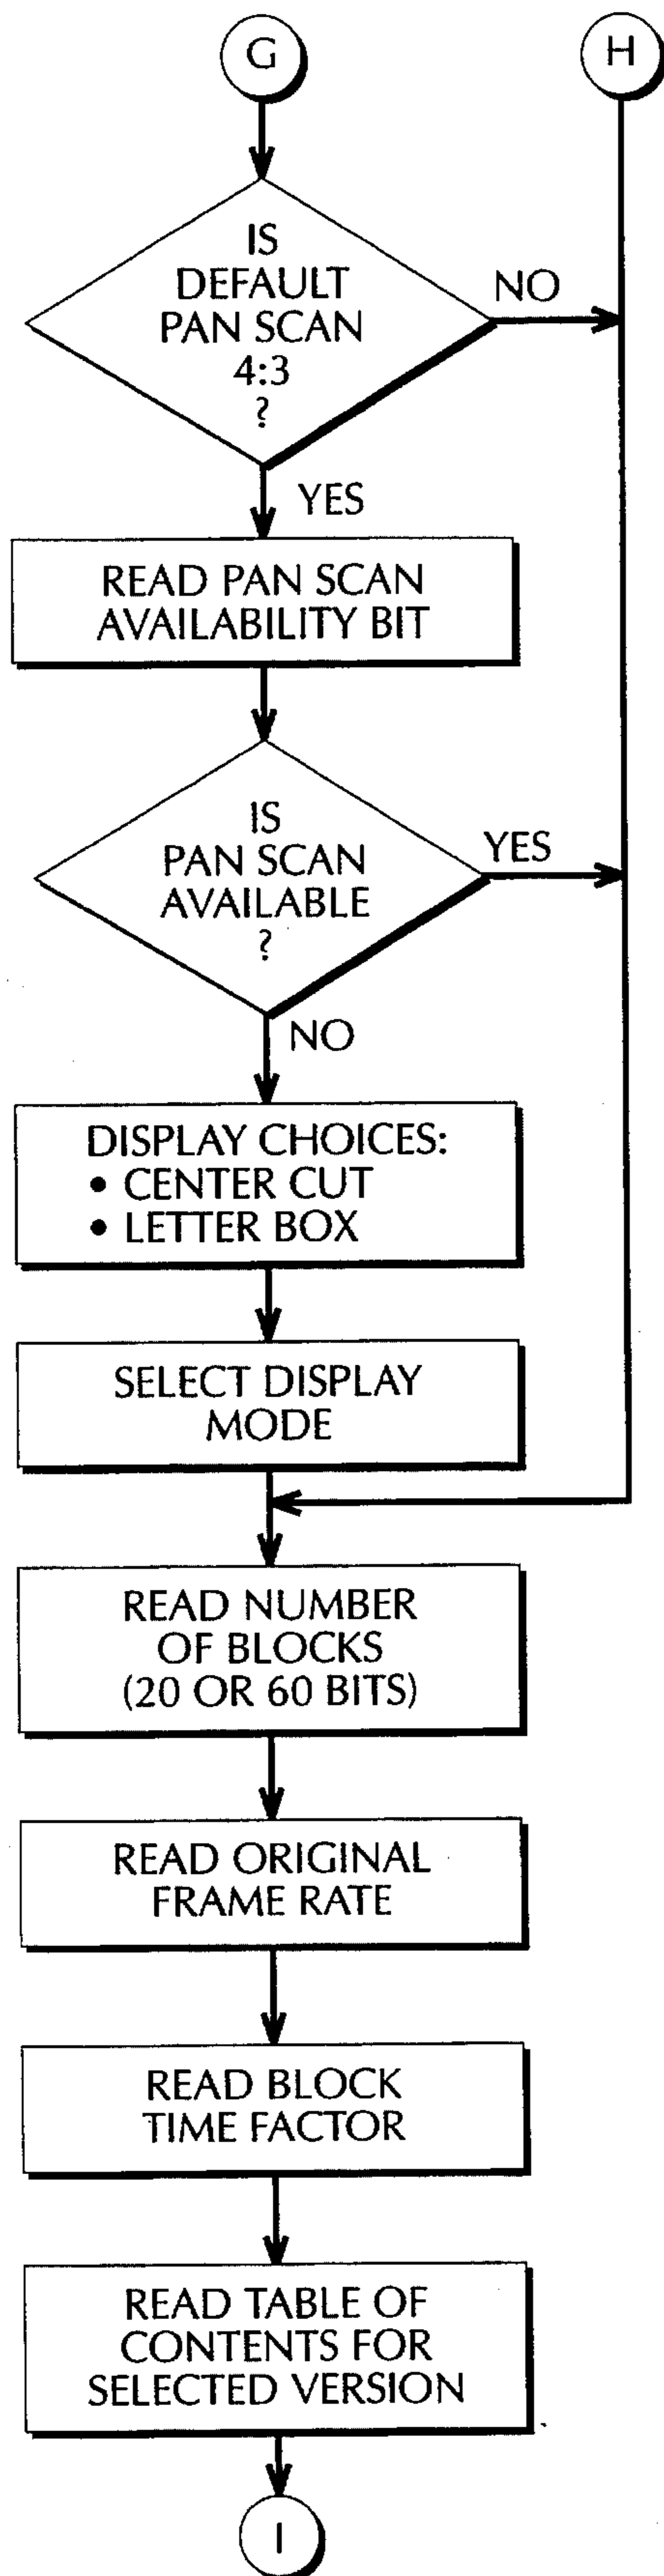 G
H
IS
DEFAULT
PAN SCAN
4:3
?
NO
YES
READ PAN SCAN
AVAILABILITY BIT
IS
PAN SCAN
AVAILABLE
?
YES
NO
DISPLAY CHOICES:
• CENTER CUT
• LETTER BOX
SELECT DISPLAY
MODE
READ NUMBER
OF BLOCKS
(20 OR 60 BITS)
READ ORIGINAL
FRAME RATE
READ BLOCK
TIME FACTOR
READ TABLE OF
CONTENTS FOR
SELECTED VERSION
I